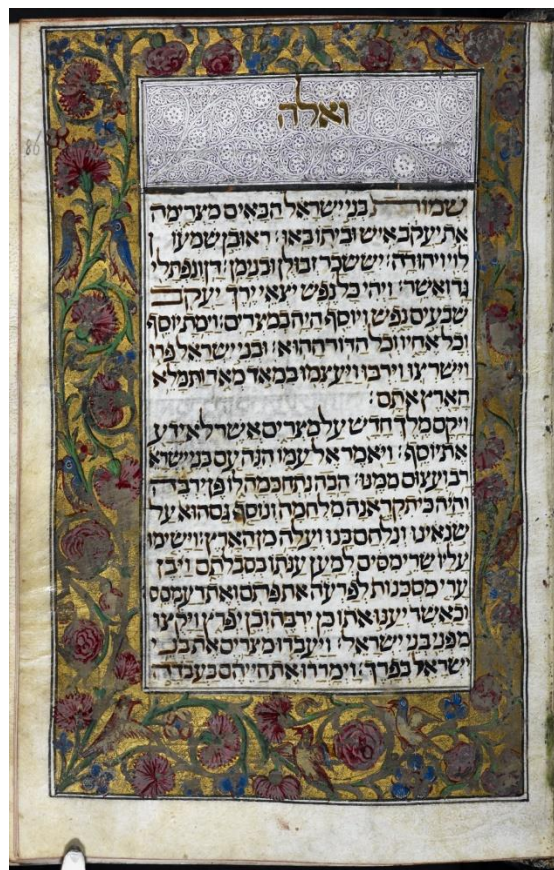 ואלה
שמות בני ישראל הבאים מצרימה
את יעקב איש וביתו באו׃ ראובן שמעון
לוי ויהודה׃ יששכר זבולן ובנימן׃ דן ונפתלי
גד ואשר׃ ויהי כל נפש יצאי ירך יעקב
שבעים נפש ויוסף היה במצרים׃ וימת יוסף
וכל אחיו וכל הדור ההוא׃ ובני ישראל פרו
וישרצו וירבו ויעצמו במאד מאד ותמלא
הארץ אתם׃
ויקם מלך חדש על מצרים אשר לא ידע
את יוסף׃ ויאמר אל עמו הנה עם בני ישרא
רב ועצום ממנו׃ הבה נתחכמה לו פן ירבה
והיה כי תקראנה מלחמה ונוסף גם הוא על
שנאינו ונלחם בנו ועלה מן הארץ׃ וישימו
עליו שרי מסים למען ענתו בסבלתם ויבן
ערי מסכנות לפרעה את פתם ואת רעמסס
וכאשר יענו אתו כן ירבה וכן יפרץ ויקצו
מפני בני ישראל׃ ויעבדו מצרים את בני
ישראל בפרך׃ וימררו את חייהם בעבדה